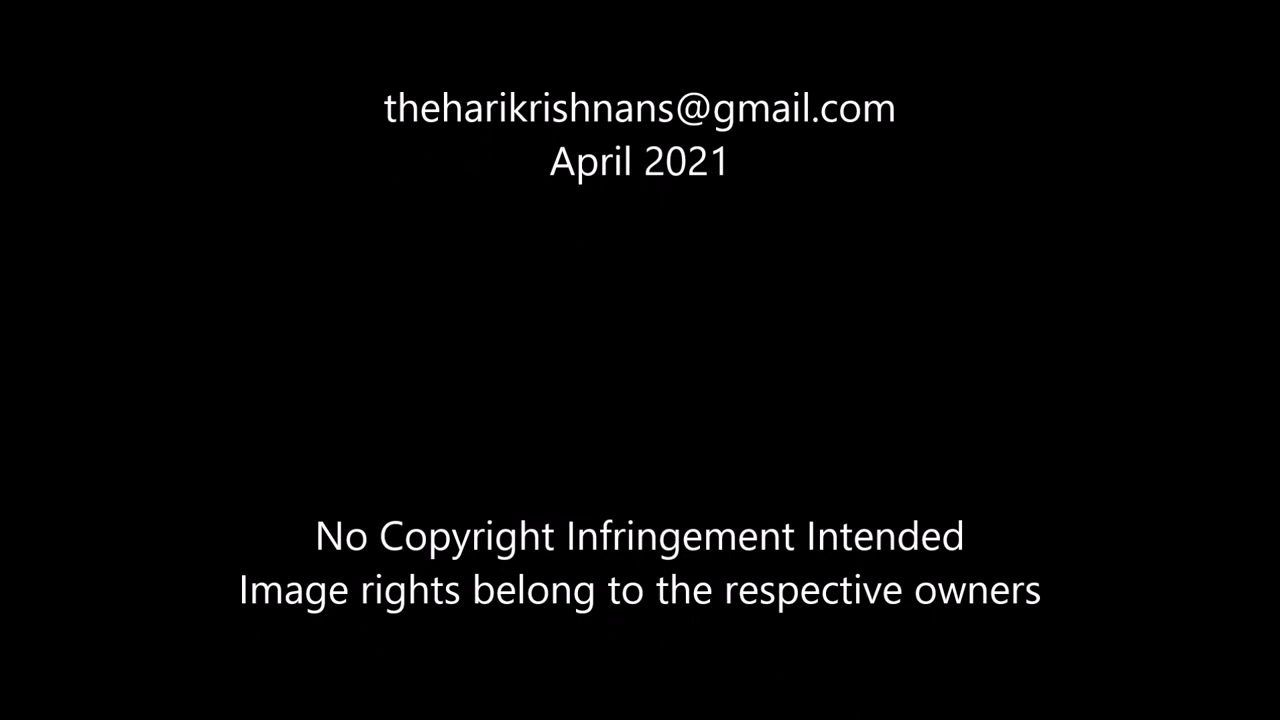 theharikrishnans@gmail.com
April 2021
No Copyright Infringement Intended
Image rights belong to the respective owners